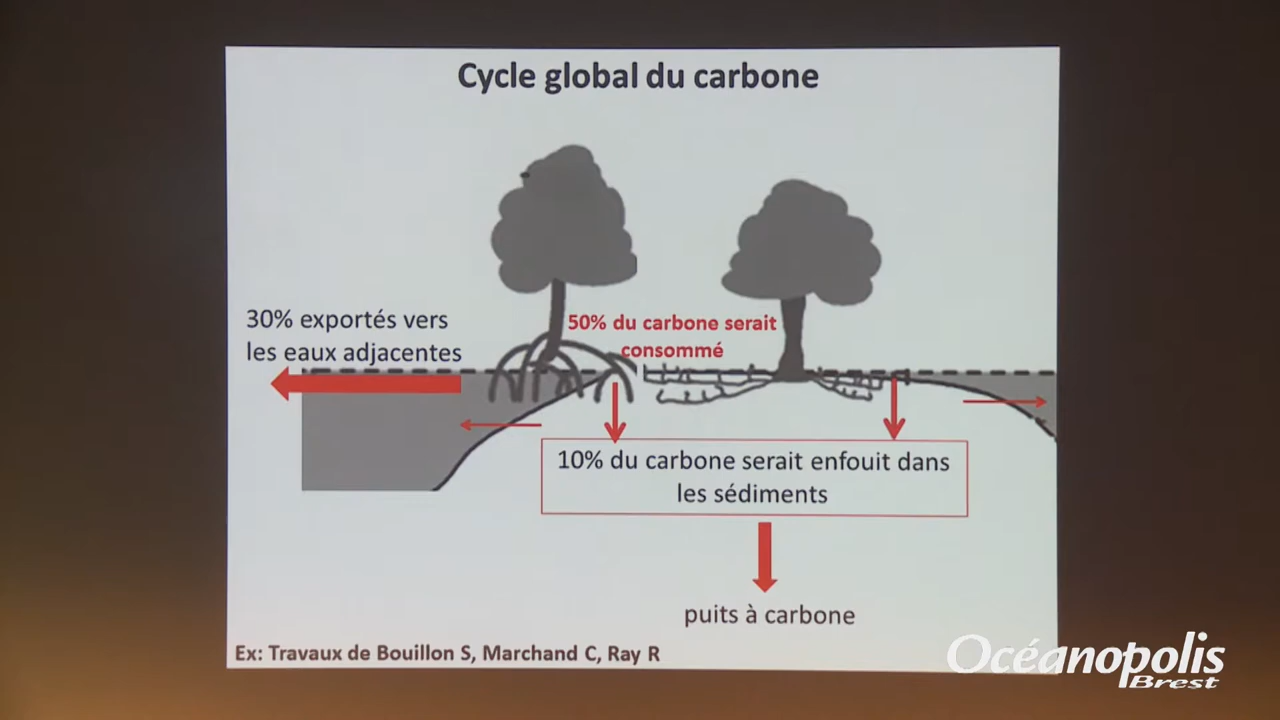 Cycle global du carbone
30% exportés vers
les eaux adjacentes
50% du carbone serait
consommé
10% du carbone serait enfouit dans
les sédiments
puits à carbone
Ex: Travaux de Bouillon S, Marchand C, Ray R
Océanopolis
Brest